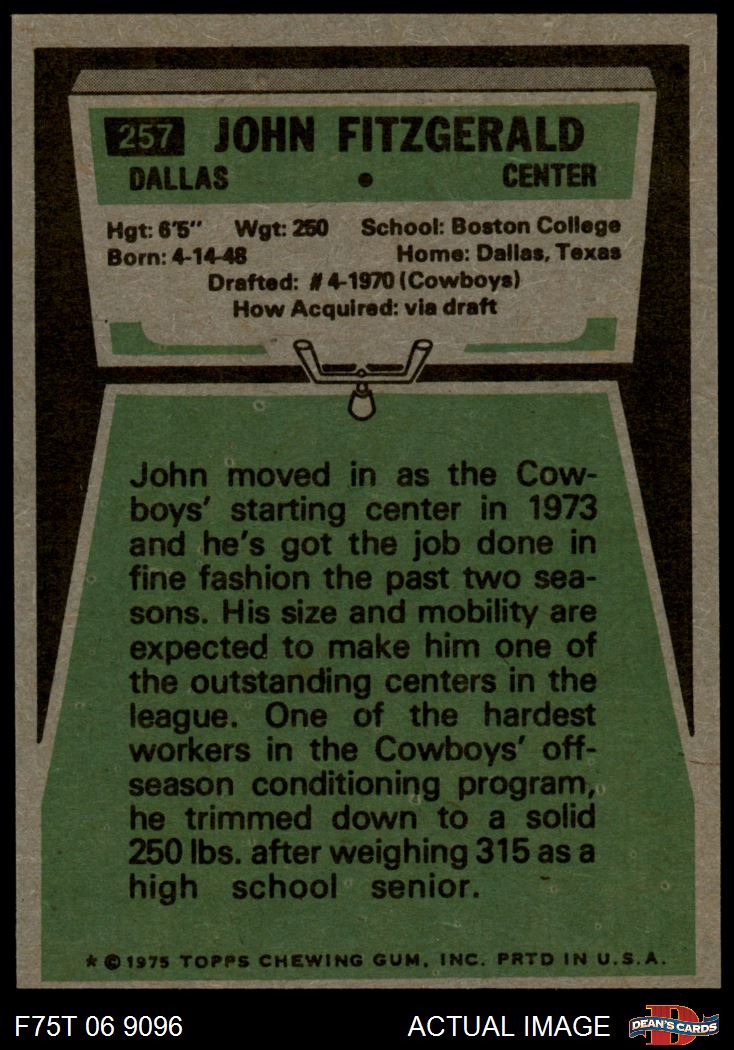 257 JOHN FITZGERALD
DALLAS • CENTER
Hgt: 6'5" Wgt: 250 School: Boston College
Born: 4-14-48 Home: Dallas, Texas
Drafted: #4-1970 (Cowboys)
How Acquired: via draft
John moved in as the Cow-
boys' starting center in 1973
and he's got the job done in
fine fashion the past two sea-
sons. His size and mobility are
expected to make him one of
the outstanding centers in the
league. One of the hardest
workers in the Cowboys' off-
season conditioning program,
he trimmed down to a solid
250 lbs. after weighing 315 as a
high school senior.
* © 1975 TOPPS CHEWING GUM, INC. PRTD IN U.S.A.
F75T 06 9096 ACTUAL IMAGE D DEAN'S CARDS